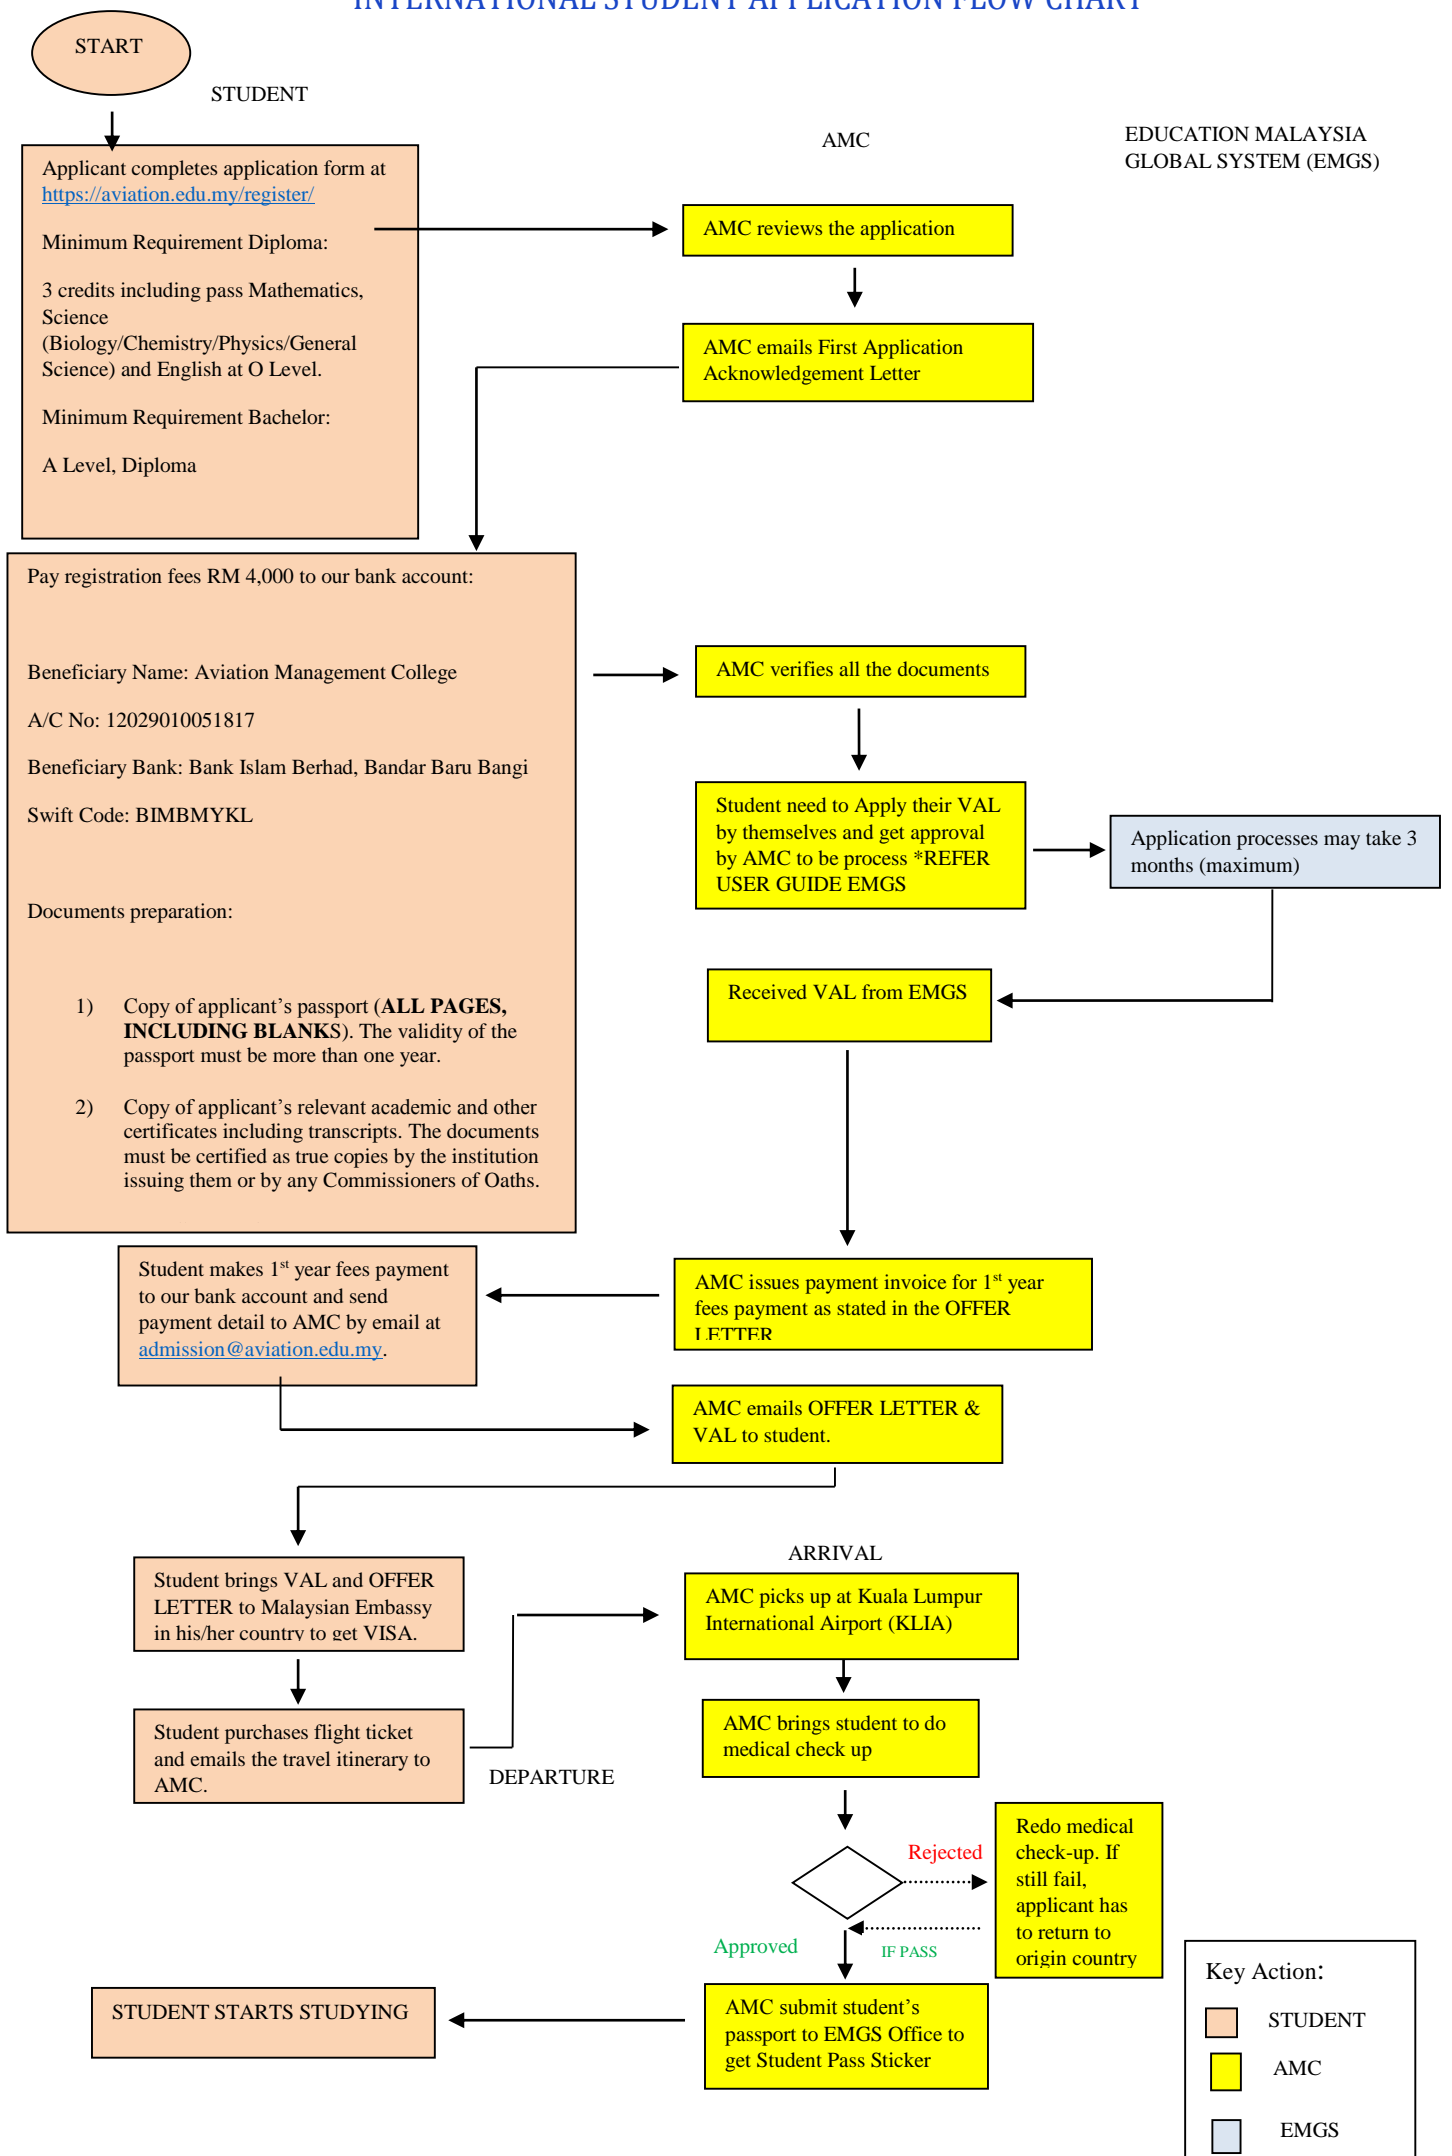 INTERNATIONAL STUDENT APPLICATION FLOW CHART
START
STUDENT
AMC
EDUCATION MALAYSIA
GLOBAL SYSTEM (EMGS)
Applicant completes application form at
https://aviation.edu.my/register/
Minimum Requirement Diploma:
3 credits including pass Mathematics,
Science
(Biology/Chemistry/Physics/General
Science) and English at O Level.
Minimum Requirement Bachelor:
A Level, Diploma
AMC reviews the application
AMC emails First Application
Acknowledgement Letter
Pay registration fees RM 4,000 to our bank account:
Beneficiary Name: Aviation Management College
A/C No: 12029010051817
Beneficiary Bank: Bank Islam Berhad, Bandar Baru Bangi
Swift Code: BIMBMYKL
Documents preparation:
1) Copy of applicant’s passport (ALL PAGES,
INCLUDING BLANKS). The validity of the
passport must be more than one year.
2) Copy of applicant’s relevant academic and other
certificates including transcripts. The documents
must be certified as true copies by the institution
issuing them or by any Commissioners of Oaths.
AMC verifies all the documents
Student need to Apply their VAL
by themselves and get approval
by AMC to be process *REFER
USER GUIDE EMGS
Application processes may take 3
months (maximum)
Received VAL from EMGS
AMC issues payment invoice for 1st year
fees payment as stated in the OFFER
LETTER
Student makes 1st year fees payment
to our bank account and send
payment detail to AMC by email at
admission@aviation.edu.my.
AMC emails OFFER LETTER &
VAL to student.
Student brings VAL and OFFER
LETTER to Malaysian Embassy
in his/her country to get VISA.
Student purchases flight ticket
and emails the travel itinerary to
AMC.
DEPARTURE
ARRIVAL
AMC picks up at Kuala Lumpur
International Airport (KLIA)
AMC brings student to do
medical check up
Rejected
Redo medical
check-up. If
still fail,
applicant has
to return to
origin country
Approved
IF PASS
AMC submit student’s
passport to EMGS Office to
get Student Pass Sticker
STUDENT STARTS STUDYING
Key Action:
STUDENT
AMC
EMGS